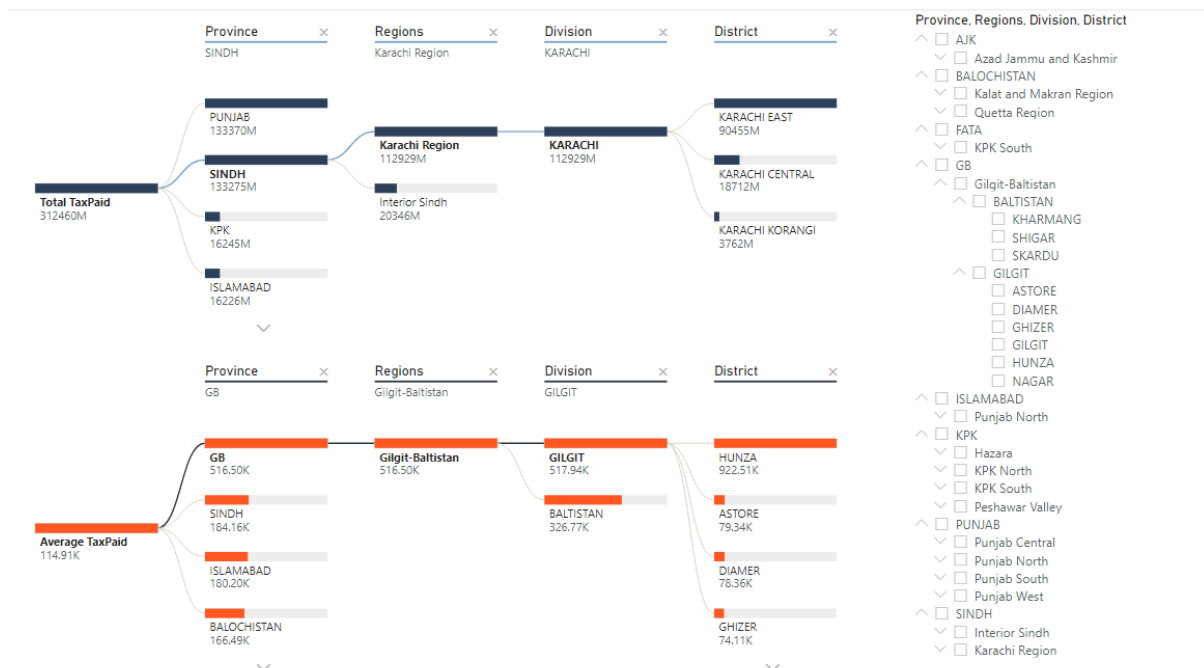 Province ×
SINDH
Regions ×
Karachi Region
Division ×
KARACHI
District ×
Total TaxPaid
312460M
PUNJAB
133370M
SINDH
133275M
KPK
16245M
ISLAMABAD
16226M
Karachi Region
112929M
Interior Sindh
20346M
KARACHI
112929M
KARACHI EAST
90455M
KARACHI CENTRAL
18712M
KARACHI KORANGI
3762M
Province ×
GB
Regions ×
Gilgit-Baltistan
Division ×
GILGIT
District ×
Average TaxPaid
114.91K
GB
516.50K
SINDH
184.16K
ISLAMABAD
180.20K
BALOCHISTAN
166.49K
Gilgit-Baltistan
516.50K
GILGIT
517.94K
BALTISTAN
326.77K
HUNZA
922.51K
ASTORE
79.34K
DIAMER
78.36K
GHIZER
74.11K
Province, Regions, Division, District
AJK
Azad Jammu and Kashmir
BALOCHISTAN
Kalat and Makran Region
Quetta Region
FATA
KPK South
GB
Gilgit-Baltistan
BALTISTAN
KHARMANG
SHIGAR
SKARDU
GILGIT
ASTORE
DIAMER
GHIZER
GILGIT
HUNZA
NAGAR
ISLAMABAD
Punjab North
KPK
Hazara
KPK North
KPK South
Peshawar Valley
PUNJAB
Punjab Central
Punjab North
Punjab South
Punjab West
SINDH
Interior Sindh
Karachi Region